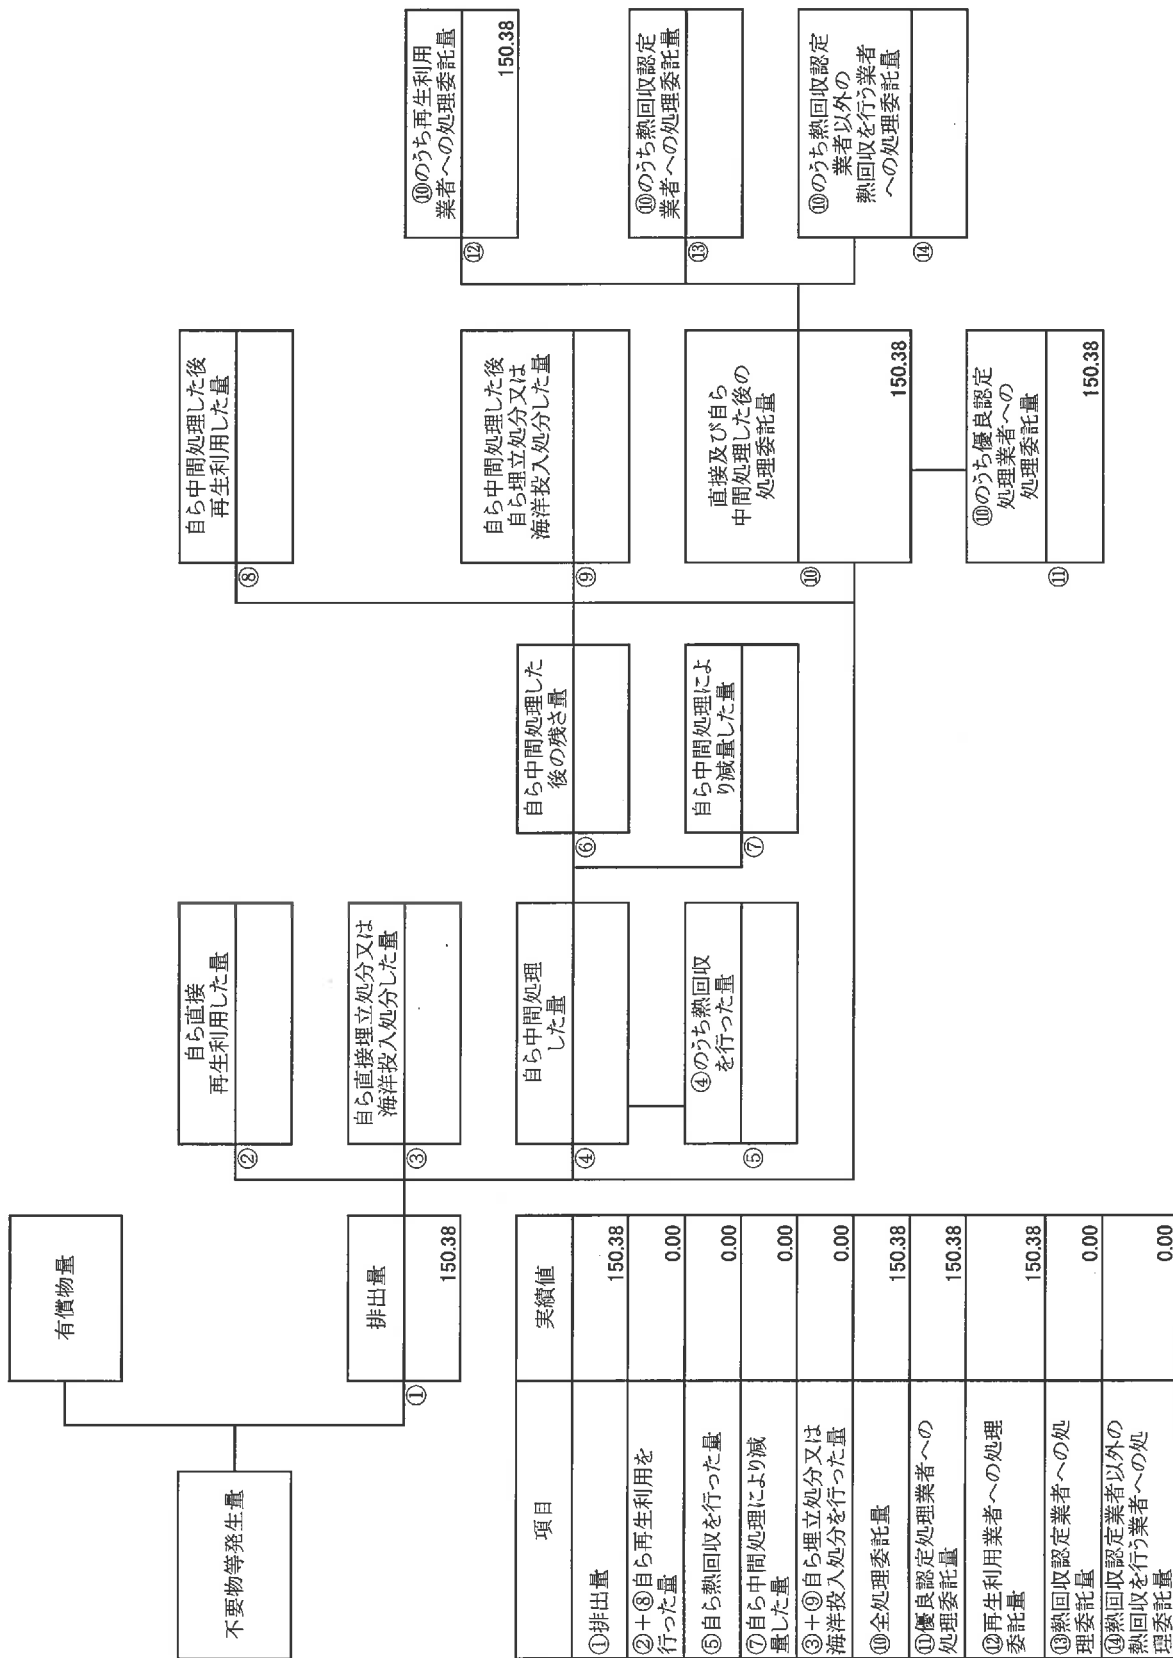 不要物等発生量
有償物量
①
排出量
150.38
②
自ら直接
再生利用した量
③
自ら直接埋立処分又は
海洋投入処分した量
④
自ら中間処理
した量
⑤
④のうち熱回収
を行った量
⑥
自ら中間処理した
後の残さ量
⑦
自ら中間処理によ
り減量した量
⑧
自ら中間処理した後
再生利用した量
⑨
自ら中間処理した後
自ら埋立処分又は
海洋投入処分した量
⑩
直接及び自ら
中間処理した後の
処理委託量
150.38
⑪
⑩のうち優良認定
処理業者への
処理委託量
150.38
⑫
⑩のうち再生利用
業者への処理委託量
150.38
⑬
⑩のうち熱回収認定
業者への処理委託量
⑭
⑩のうち熱回収認定
業者以外の
熱回収を行う業者
への処理委託量
項目 実績値
①排出量 150.38
②+⑧自ら再生利用を
行った量 0.00
⑤自ら熱回収を行った量 0.00
⑦自ら中間処理により減
量した量 0.00
③+⑨自ら埋立処分又は
海洋投入処分を行った量 0.00
⑩全処理委託量 150.38
⑪優良認定処理業者への
処理委託量 150.38
⑫再生利用業者への処理
委託量 150.38
⑬熱回収認定業者への処
理委託量 0.00
⑭熱回収認定業者以外の
熱回収を行う業者への処
理委託量 0.00